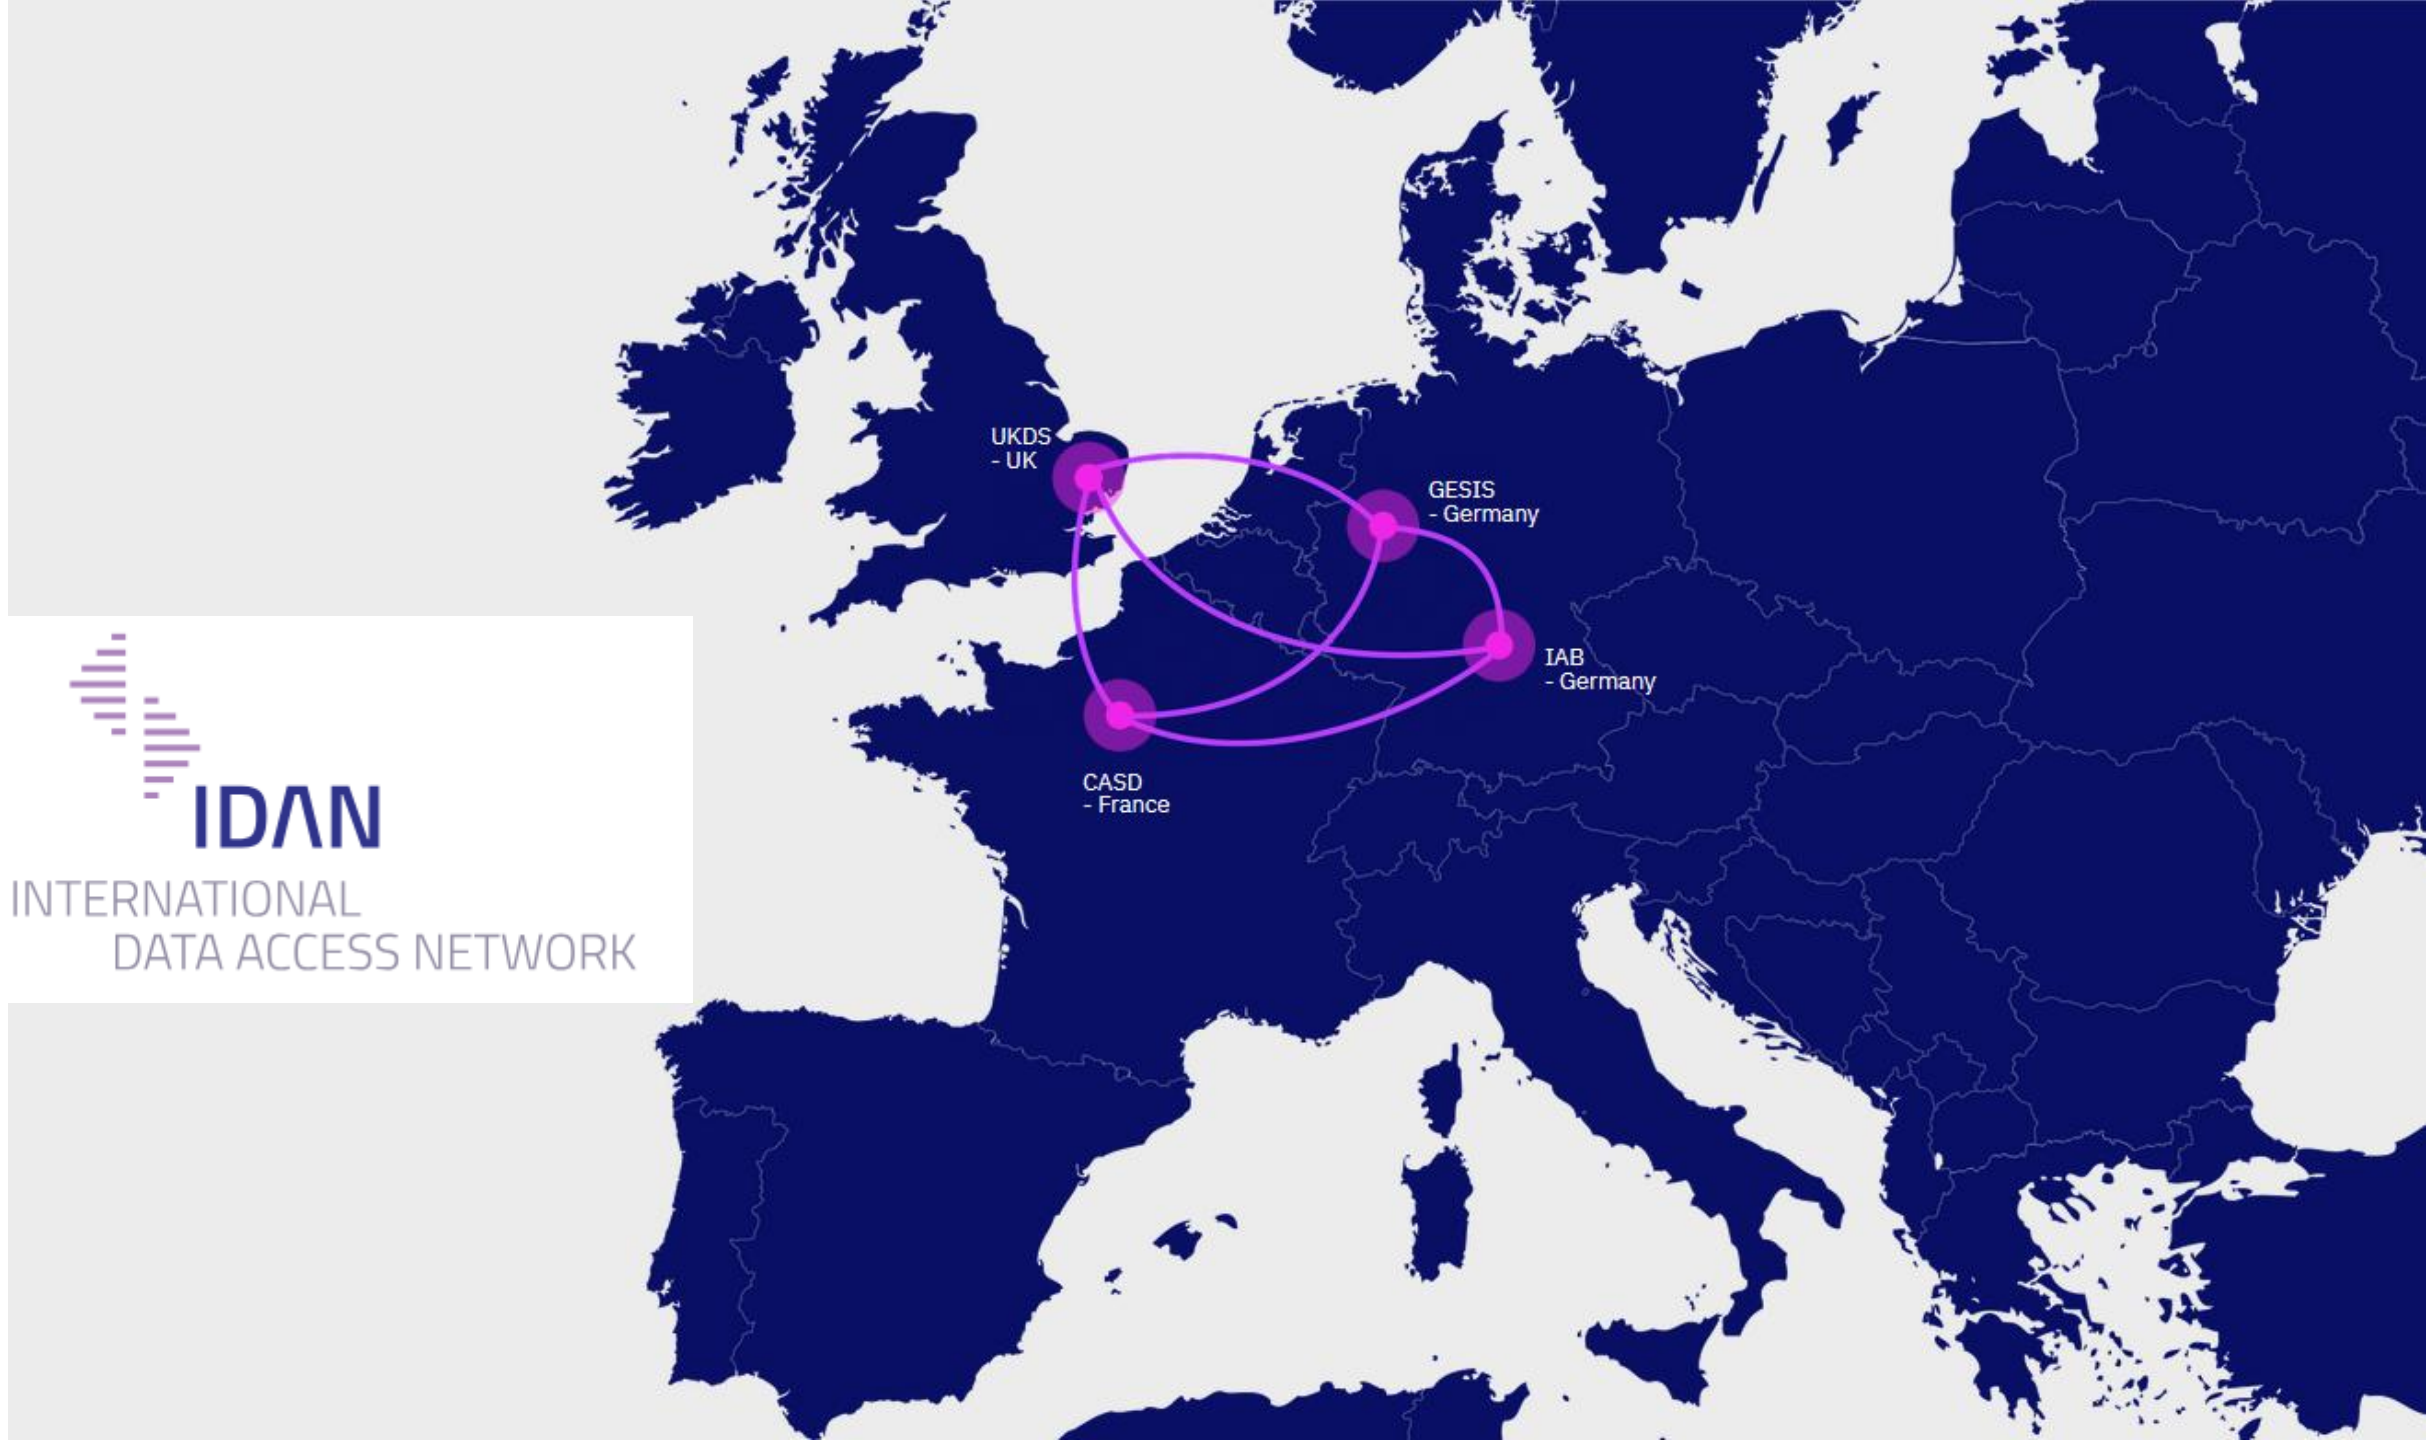 UKDS
- UK
GESIS
- Germany
IAB
- Germany
CASD
- France
IDAN
INTERNATIONAL
DATA ACCESS NETWORK